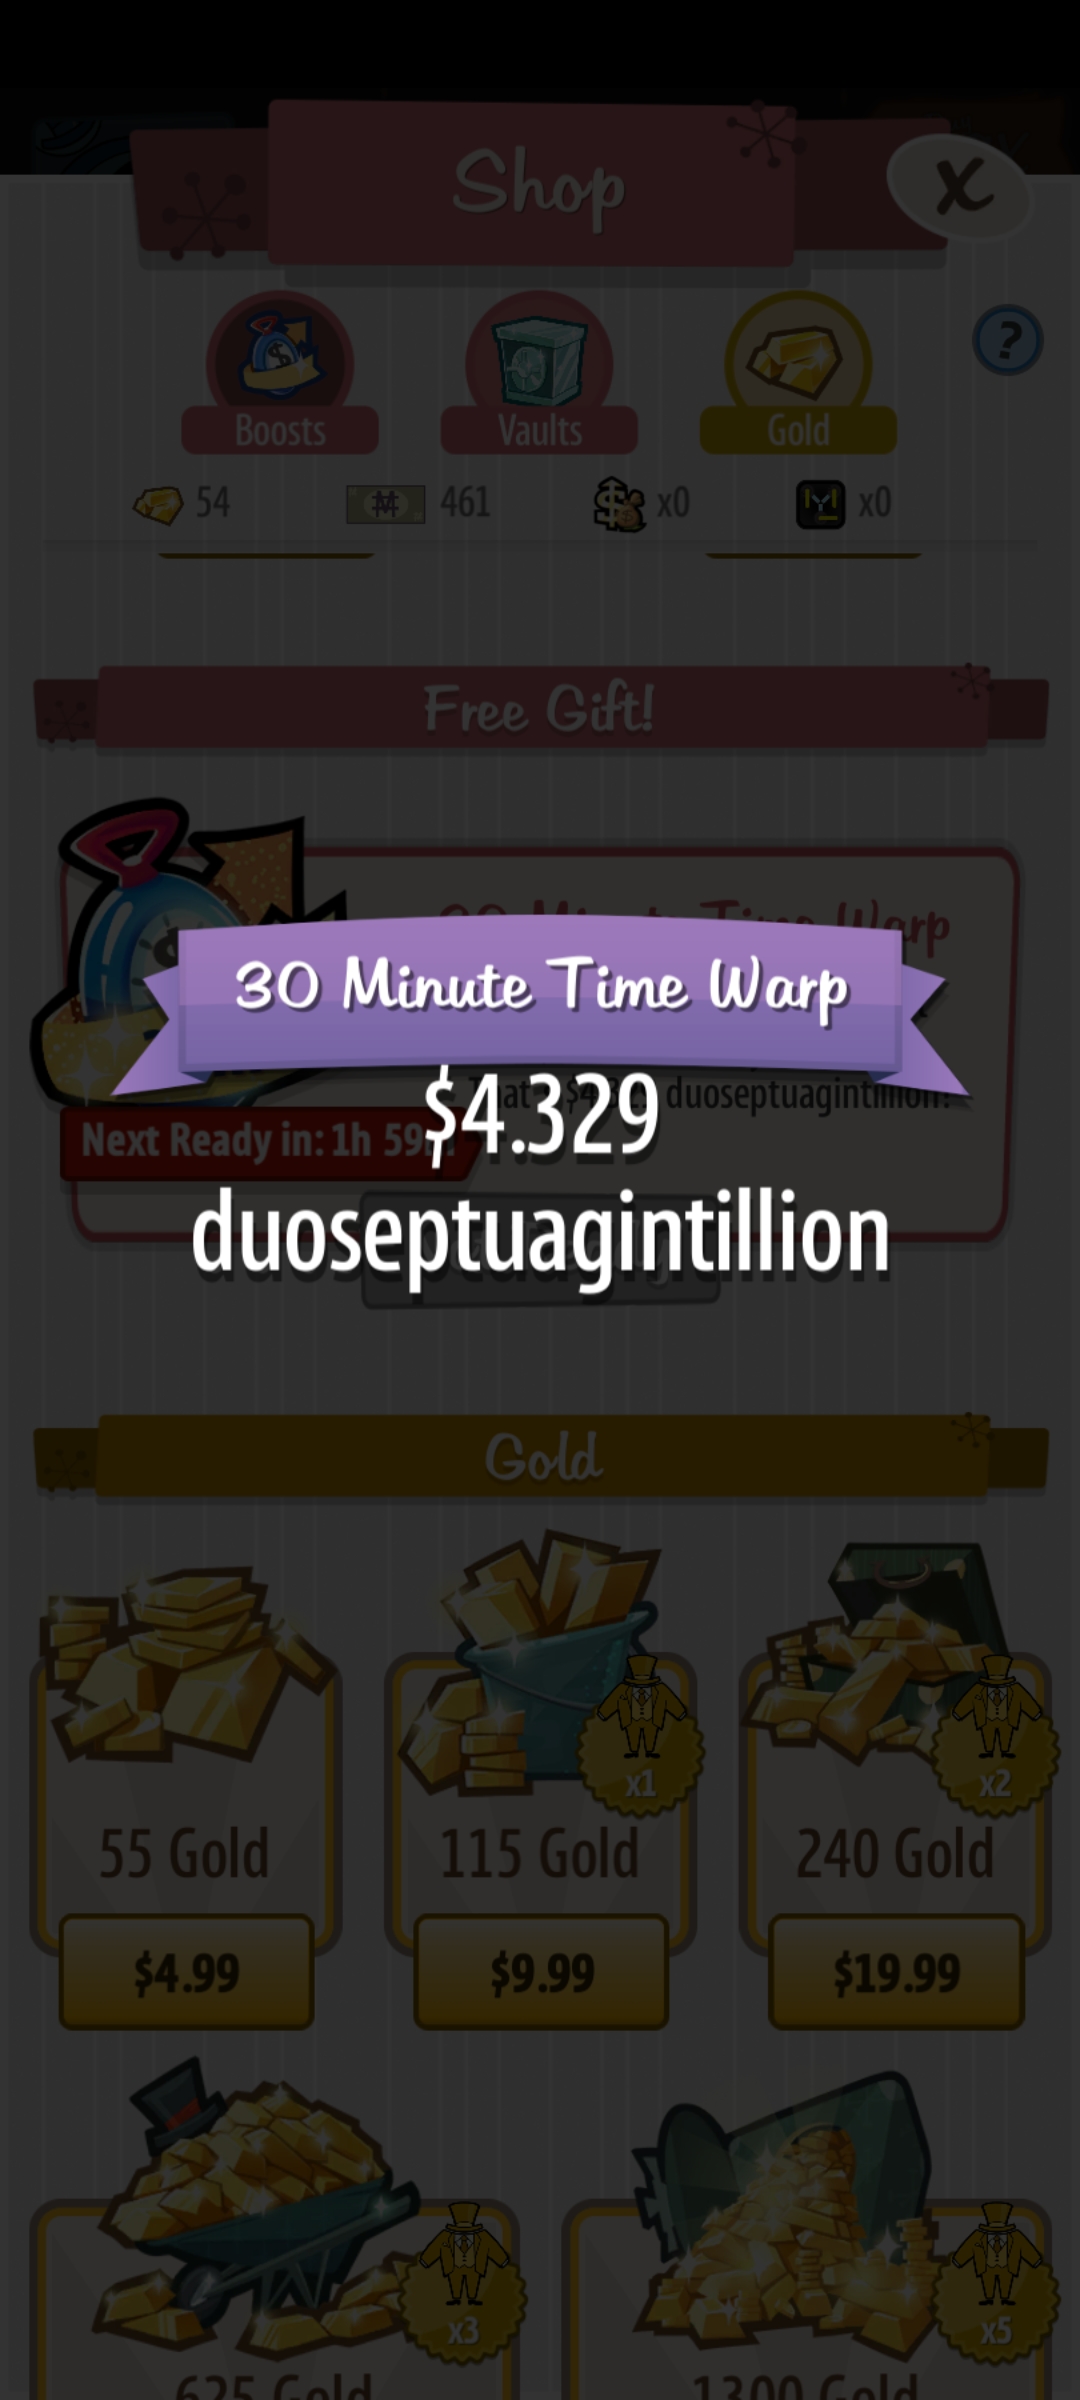 Shop
X
?
Boosts
Vaults
Gold
54
461
x0
x0
Free Gift!
30 Minute Time Warp
$4.329
duoseptuagintillion
duoseptuagintillion!
Next Ready in: 1h 59
Gold
x1
x2
55 Gold
115 Gold
240 Gold
$4.99
$9.99
$19.99
x3
x5
625 Gold
1300 Gold